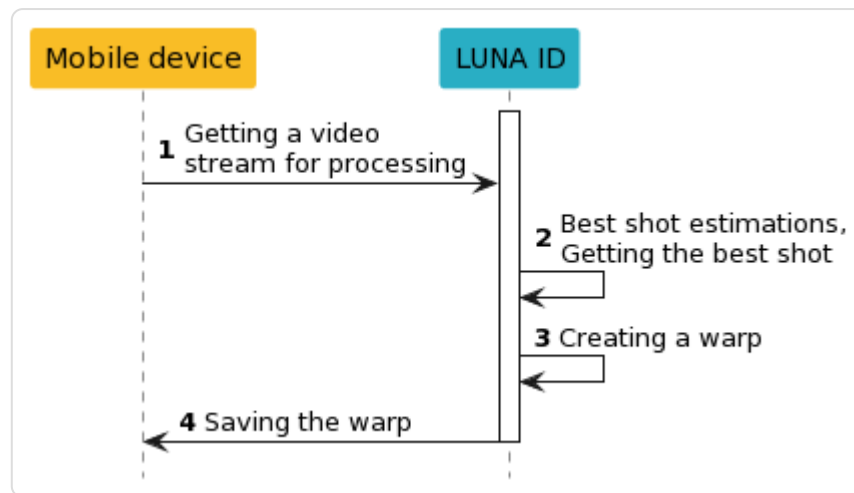 Mobile device
LUNA ID
1 Getting a video
stream for processing
2 Best shot estimations,
Getting the best shot
3 Creating a warp
4 Saving the warp